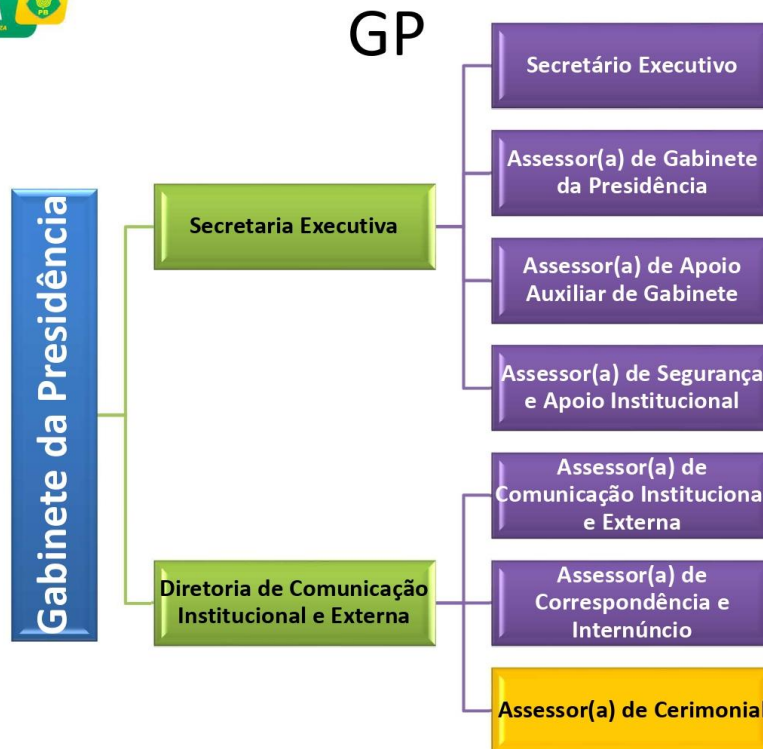 PB
GP
Gabinete da Presidência
Secretaria Executiva
Secretário Executivo
Assessor(a) de Gabinete
da Presidência
Assessor(a) de Apoio
Auxiliar de Gabinete
Assessor(a) de Segurança
e Apoio Institucional
Diretoria de Comunicação
Institucional e Externa
Assessor(a) de
Comunicação Instituciona
e Externa
Assessor(a) de
Correspondência e
Internúncio
Assessor(a) de Cerimonial